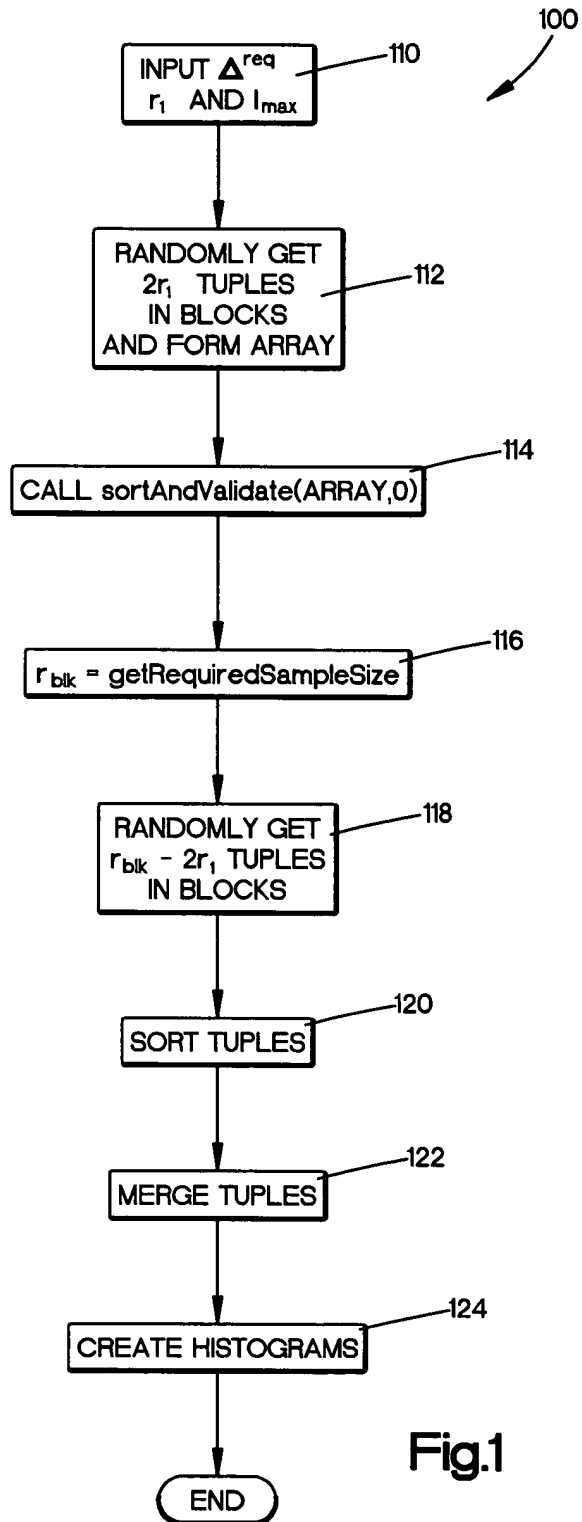 100
INPUT Δ^req
r₁ AND l_max
110
RANDOMLY GET
2r₁ TUPLES
IN BLOCKS
AND FORM ARRAY
112
CALL sortAndValidate(ARRAY,0)
114
r_blk = getRequiredSampleSize
116
RANDOMLY GET
r_blk - 2r₁ TUPLES
IN BLOCKS
118
SORT TUPLES
120
MERGE TUPLES
122
CREATE HISTOGRAMS
124
END
Fig.1